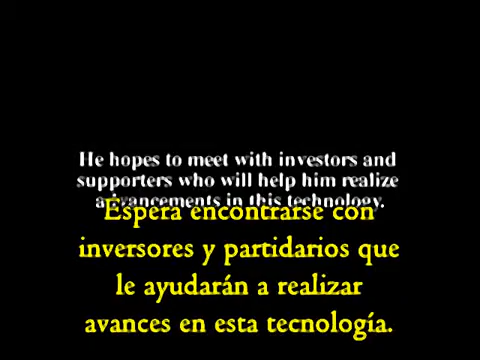 He hopes to meet with investors and
supporters who will help him realize
advancements in this technology.
Espera encontrarse con
inversores y partidarios que
le ayudarán a realizar
avances en esta tecnología.